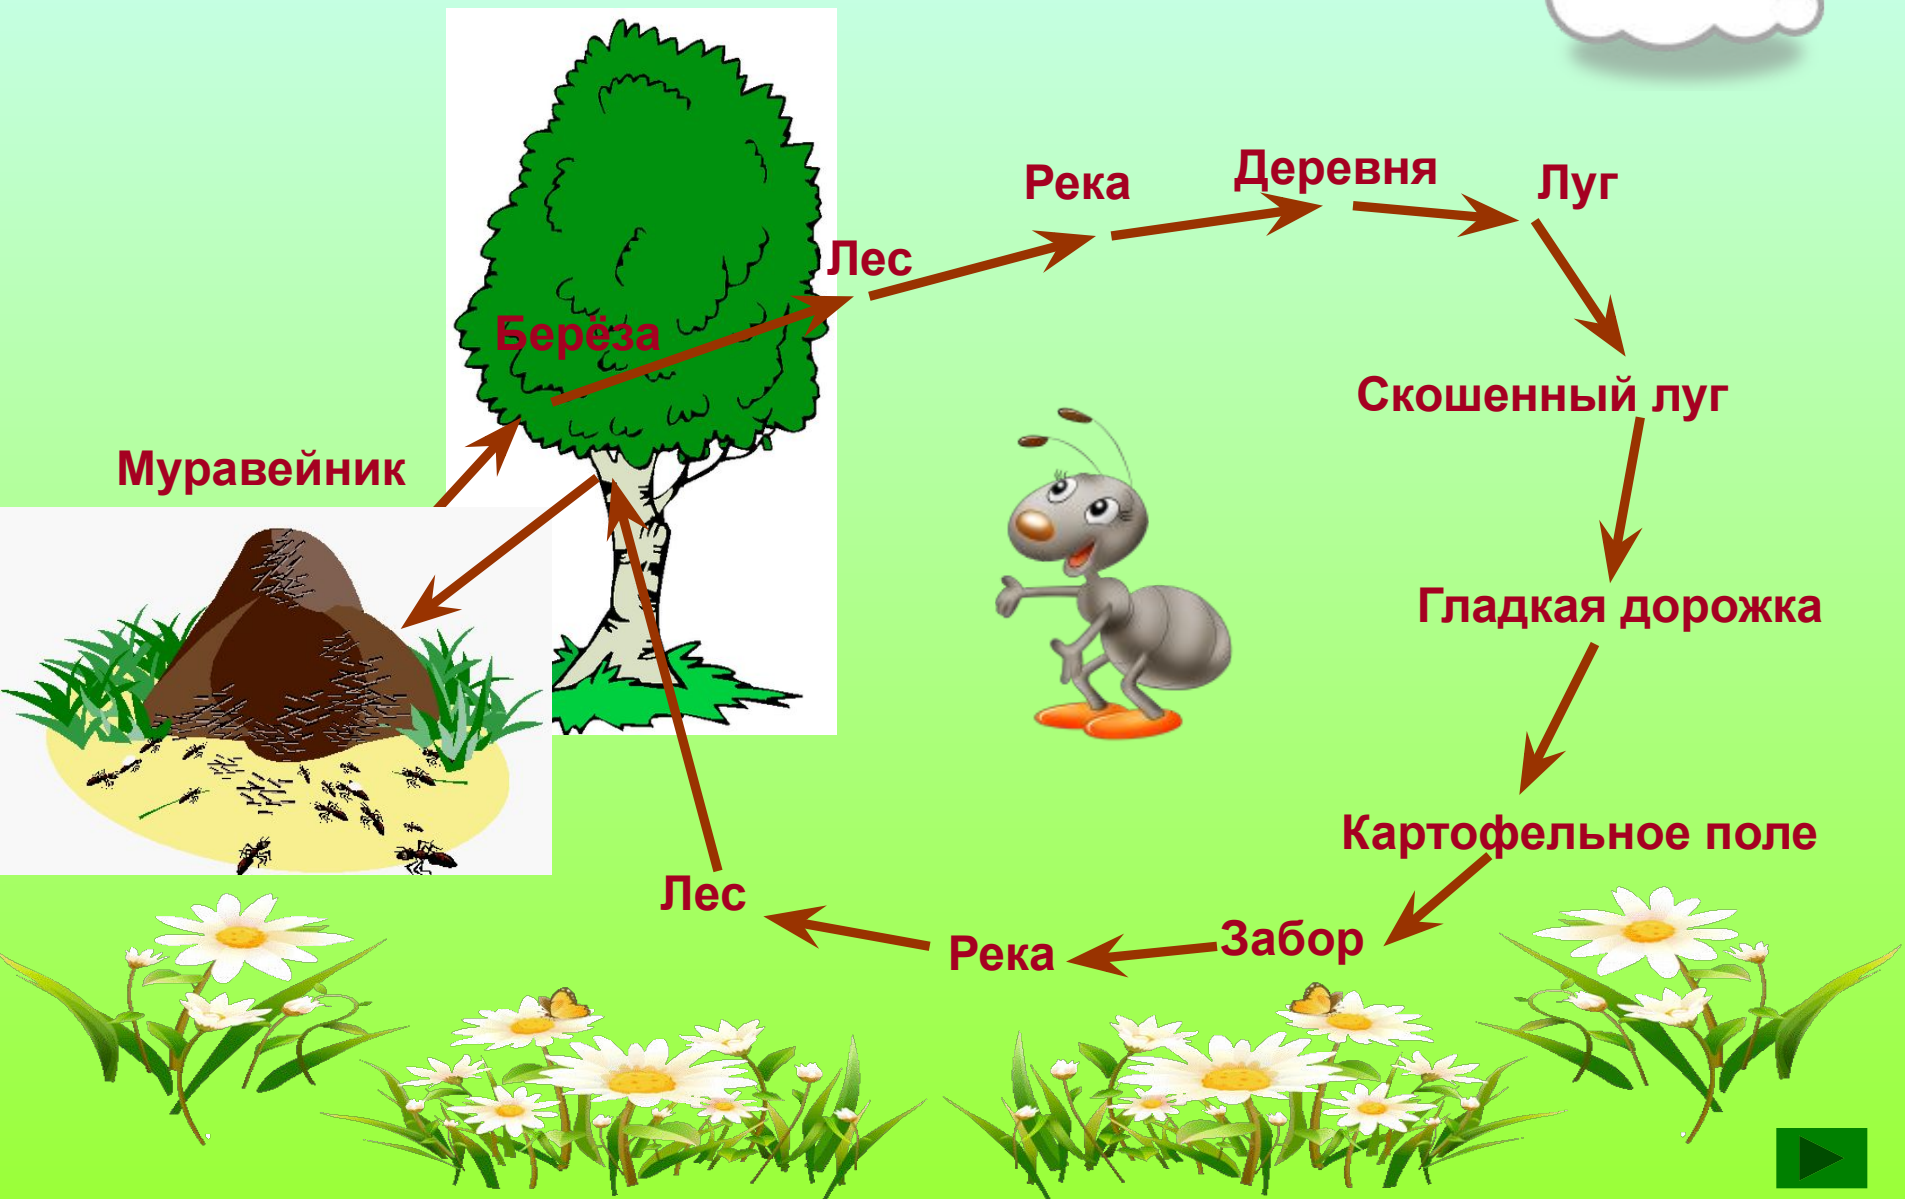 Муравейник
Берёза
Лес
Река
Деревня
Луг
Скошенный луг
Гладкая дорожка
Картофельное поле
Забор
Река
Лес